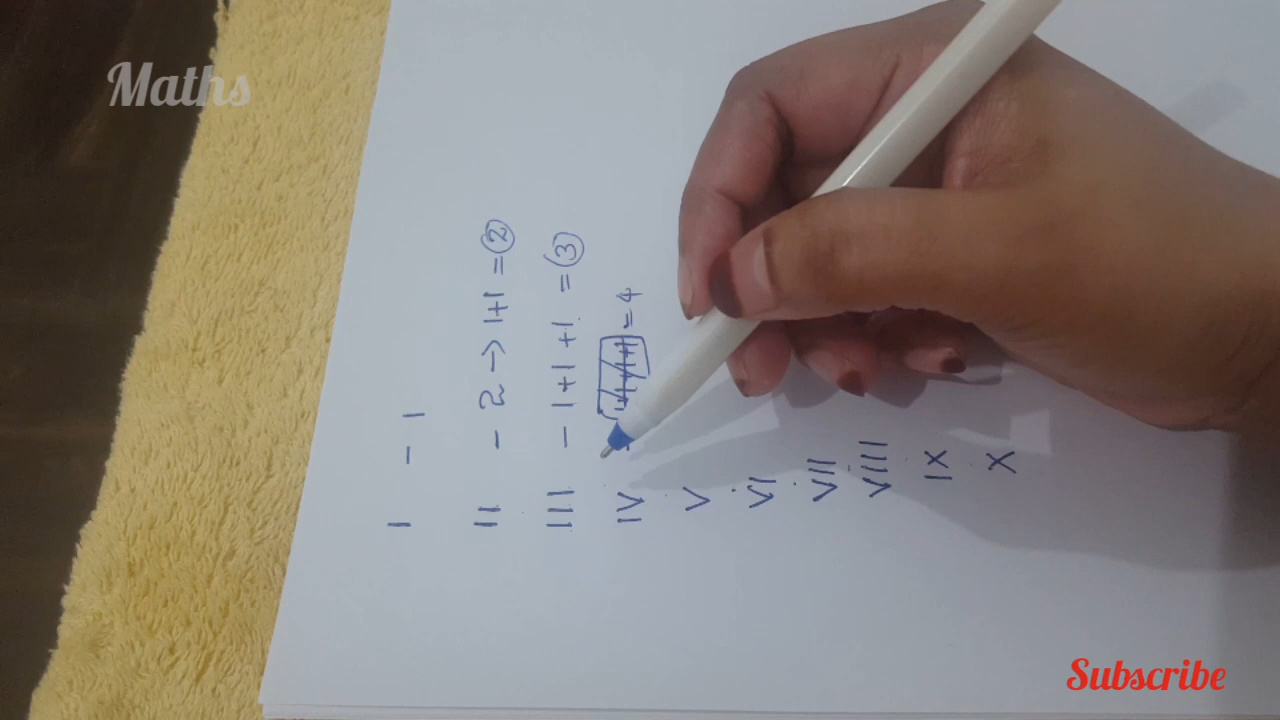 Maths
I - 1
II - 2 → 1+1 = 2
III - 1+1+1 = 3
IV - 1+1+1+1 = 4
V
VI
VII
VIII
IX
X
Subscribe